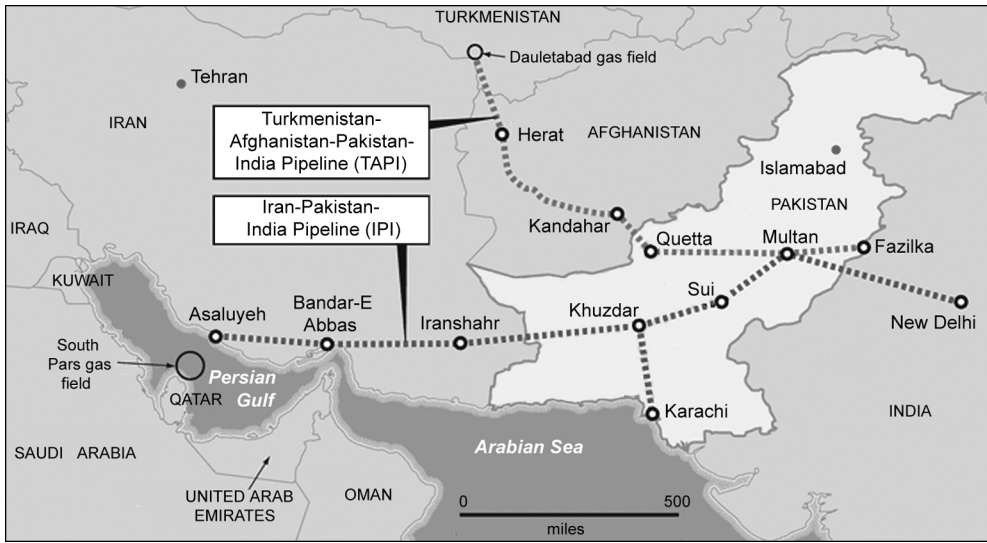 TURKMENISTAN
Dauletabad gas field
Tehran
Turkmenistan-
Afghanistan-Pakistan-
India Pipeline (TAPI)
IRAN
Herat
AFGHANISTAN
Islamabad
Iran-Pakistan-
India Pipeline (IPI)
PAKISTAN
IRAQ
Kandahar
Quetta
Multan
Fazilka
KUWAIT
Asaluyeh
Bandar-E
Abbas
Iranshahr
Khuzdar
Sui
New Delhi
South
Pars gas
field
Persian
Gulf
QATAR
Karachi
INDIA
SAUDI ARABIA
Arabian Sea
UNITED ARAB
EMIRATES
OMAN
0 500
miles